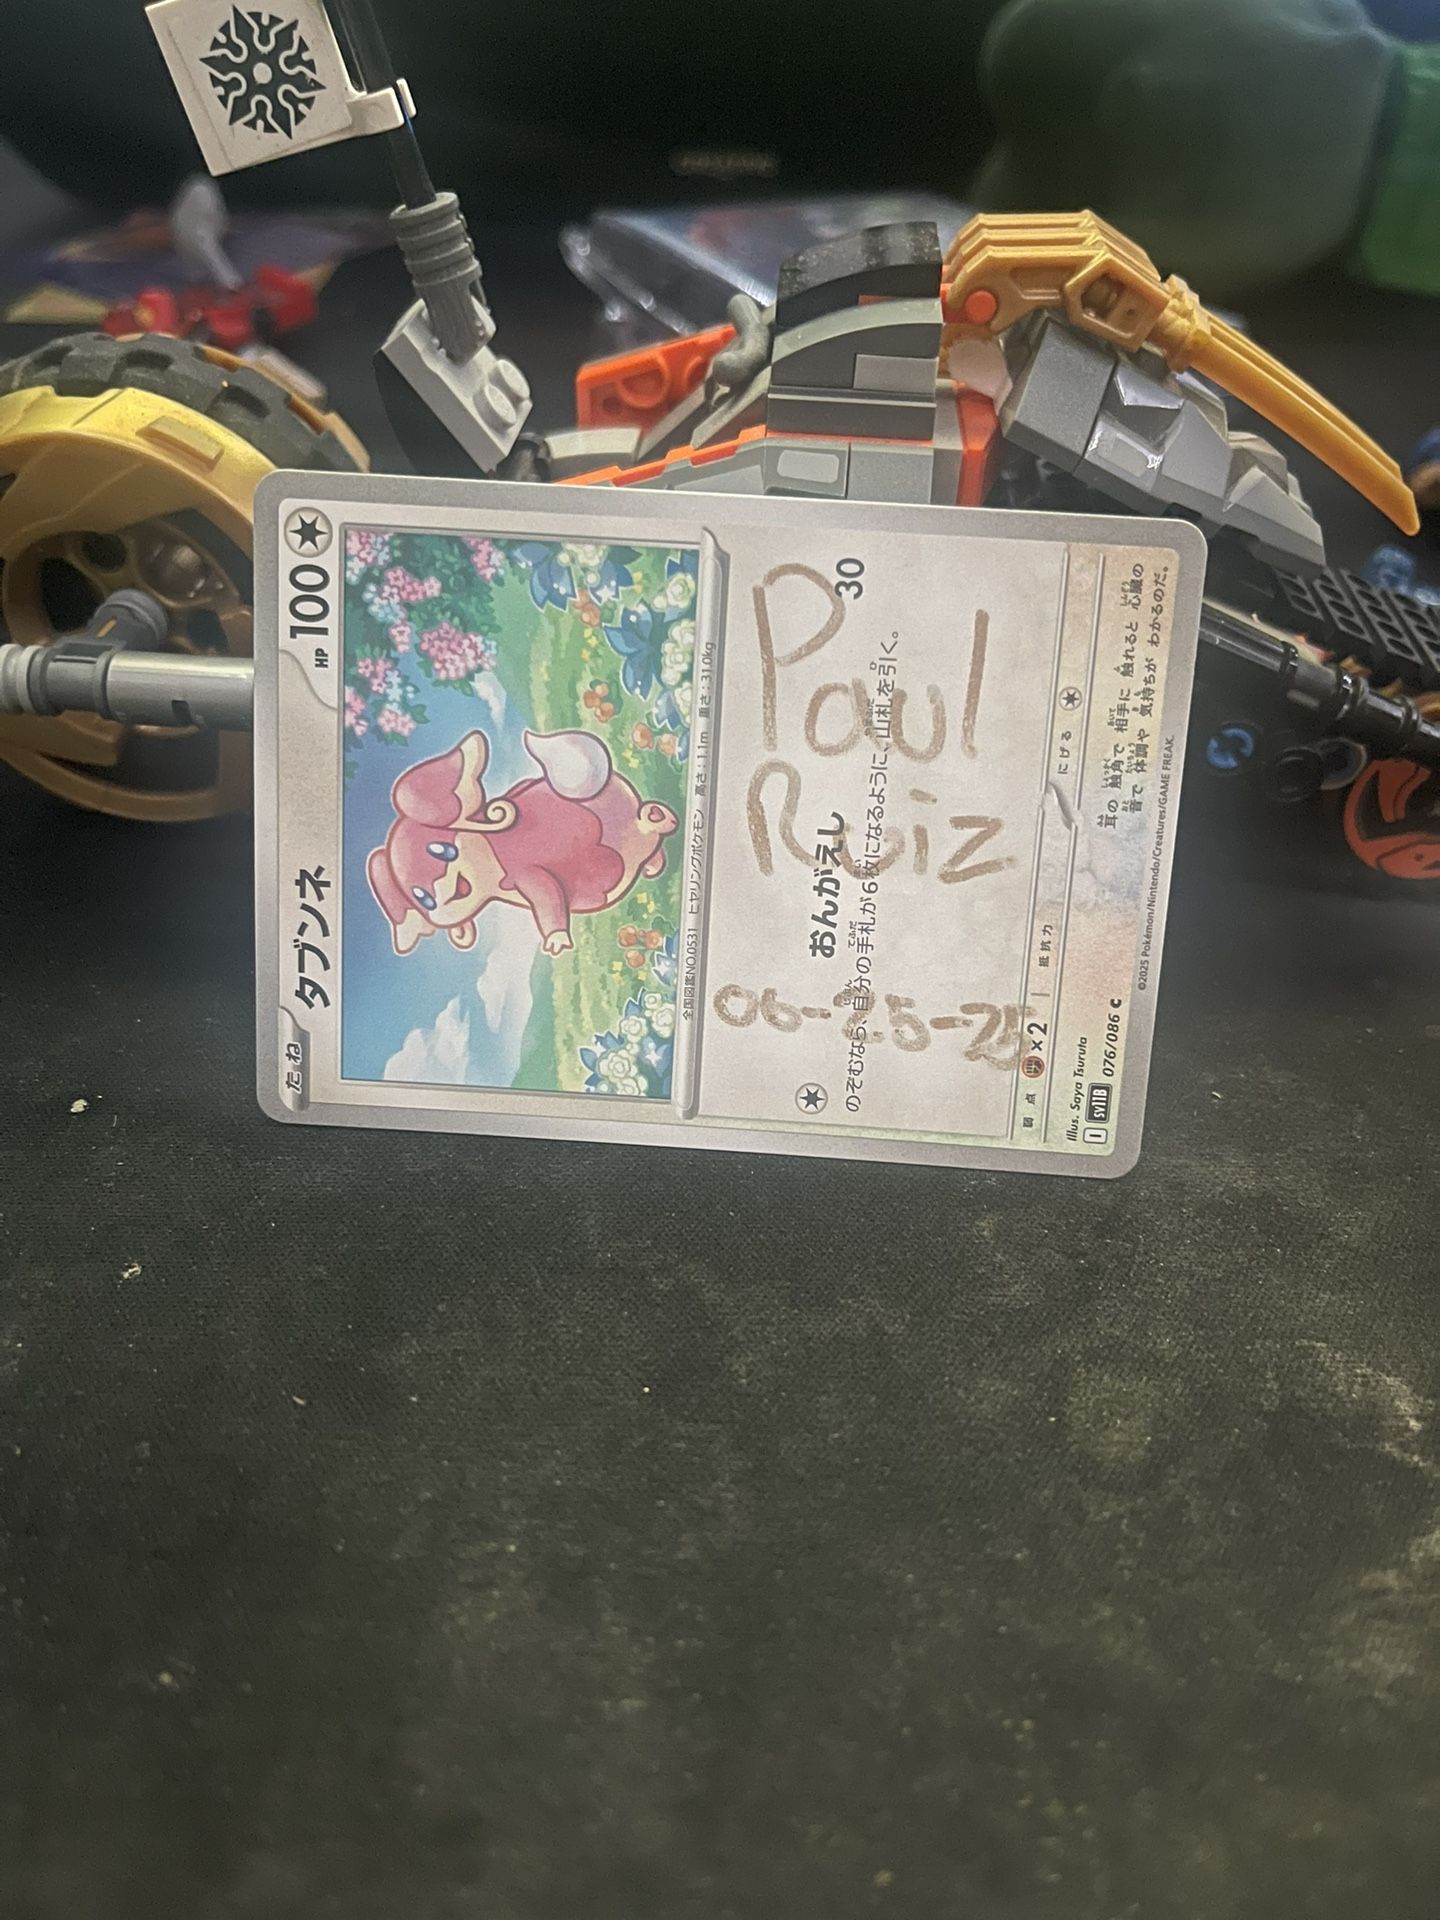 たね
タブンネ
HP 100
全国図鑑NO.0531 ヒヤリングポケモン 高さ:1.1m 重さ:31.0kg
おんがえし 30
のぞむなら、自分の手札が6枚になるように、山札を引く。
Paul
Ruiz
弱点 ×2
抵抗力
にげる
Illus. Saya Tsuruta
I SV11B 076/086 C
耳の 触角で 相手に 触れると 心臓の
音で 体調や 気持ちが わかるのだ。
©2025 Pokémon/Nintendo/Creatures/GAME FREAK.